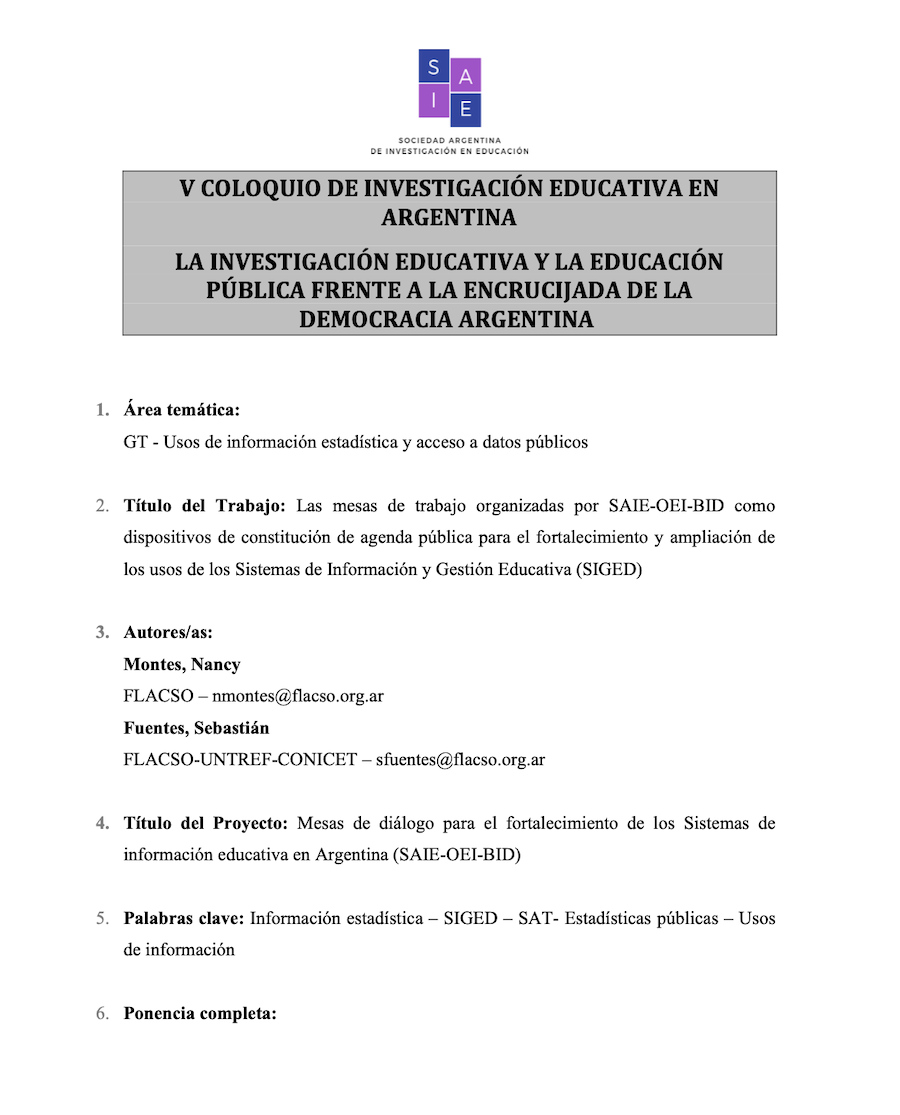 S
A
I
E
SOCIEDAD ARGENTINA
DE INVESTIGACIÓN EN EDUCACIÓN
V COLOQUIO DE INVESTIGACIÓN EDUCATIVA EN
ARGENTINA
LA INVESTIGACIÓN EDUCATIVA Y LA EDUCACIÓN
PÚBLICA FRENTE A LA ENCRUCIJADA DE LA
DEMOCRACIA ARGENTINA
1. Área temática:
GT - Usos de información estadística y acceso a datos públicos
2. Título del Trabajo: Las mesas de trabajo organizadas por SAIE-OEI-BID como
dispositivos de constitución de agenda pública para el fortalecimiento y ampliación de
los usos de los Sistemas de Información y Gestión Educativa (SIGED)
3. Autores/as:
Montes, Nancy
FLACSO – nmontes@flacso.org.ar
Fuentes, Sebastián
FLACSO-UNTREF-CONICET – sfuentes@flacso.org.ar
4. Título del Proyecto: Mesas de diálogo para el fortalecimiento de los Sistemas de
información educativa en Argentina (SAIE-OEI-BID)
5. Palabras clave: Información estadística – SIGED – SAT- Estadísticas públicas – Usos
de información
6. Ponencia completa: